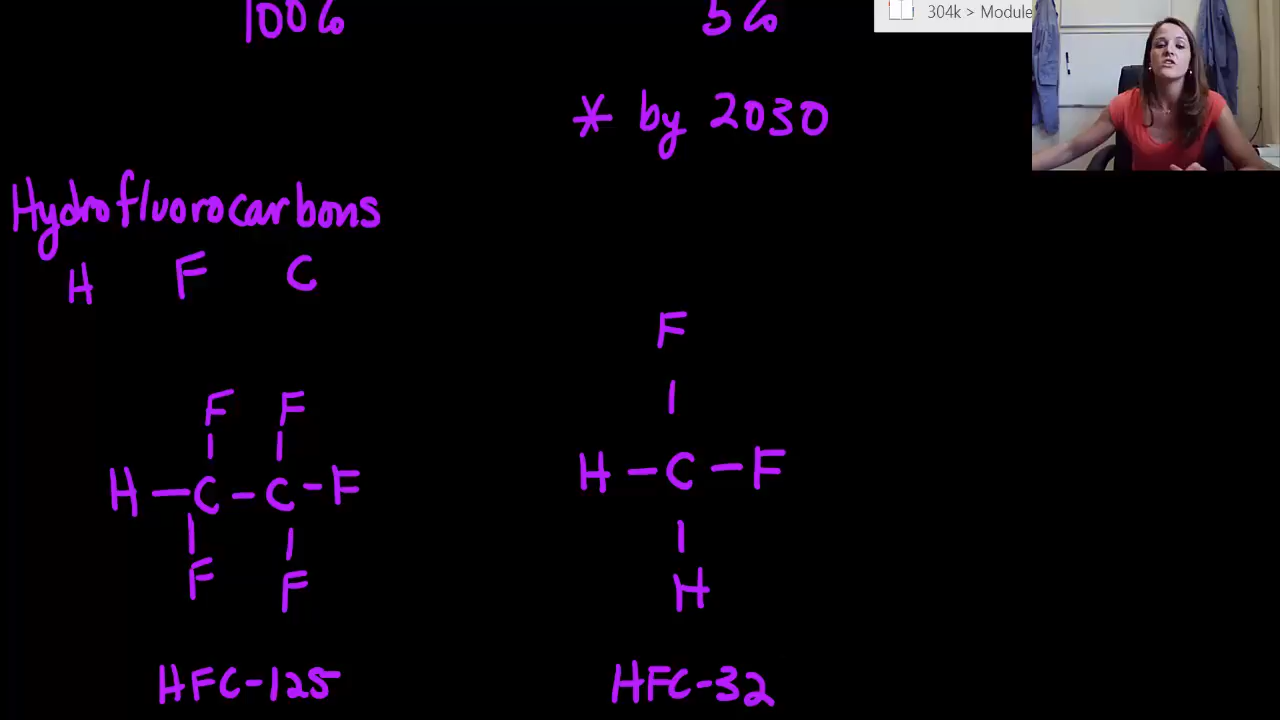 100%
5%
304k > Module
* by 2030
Hydrofluorocarbons
H F C
F
F F
H - C - F
H - C - C - F
H
F F
HFC-125 HFC-32